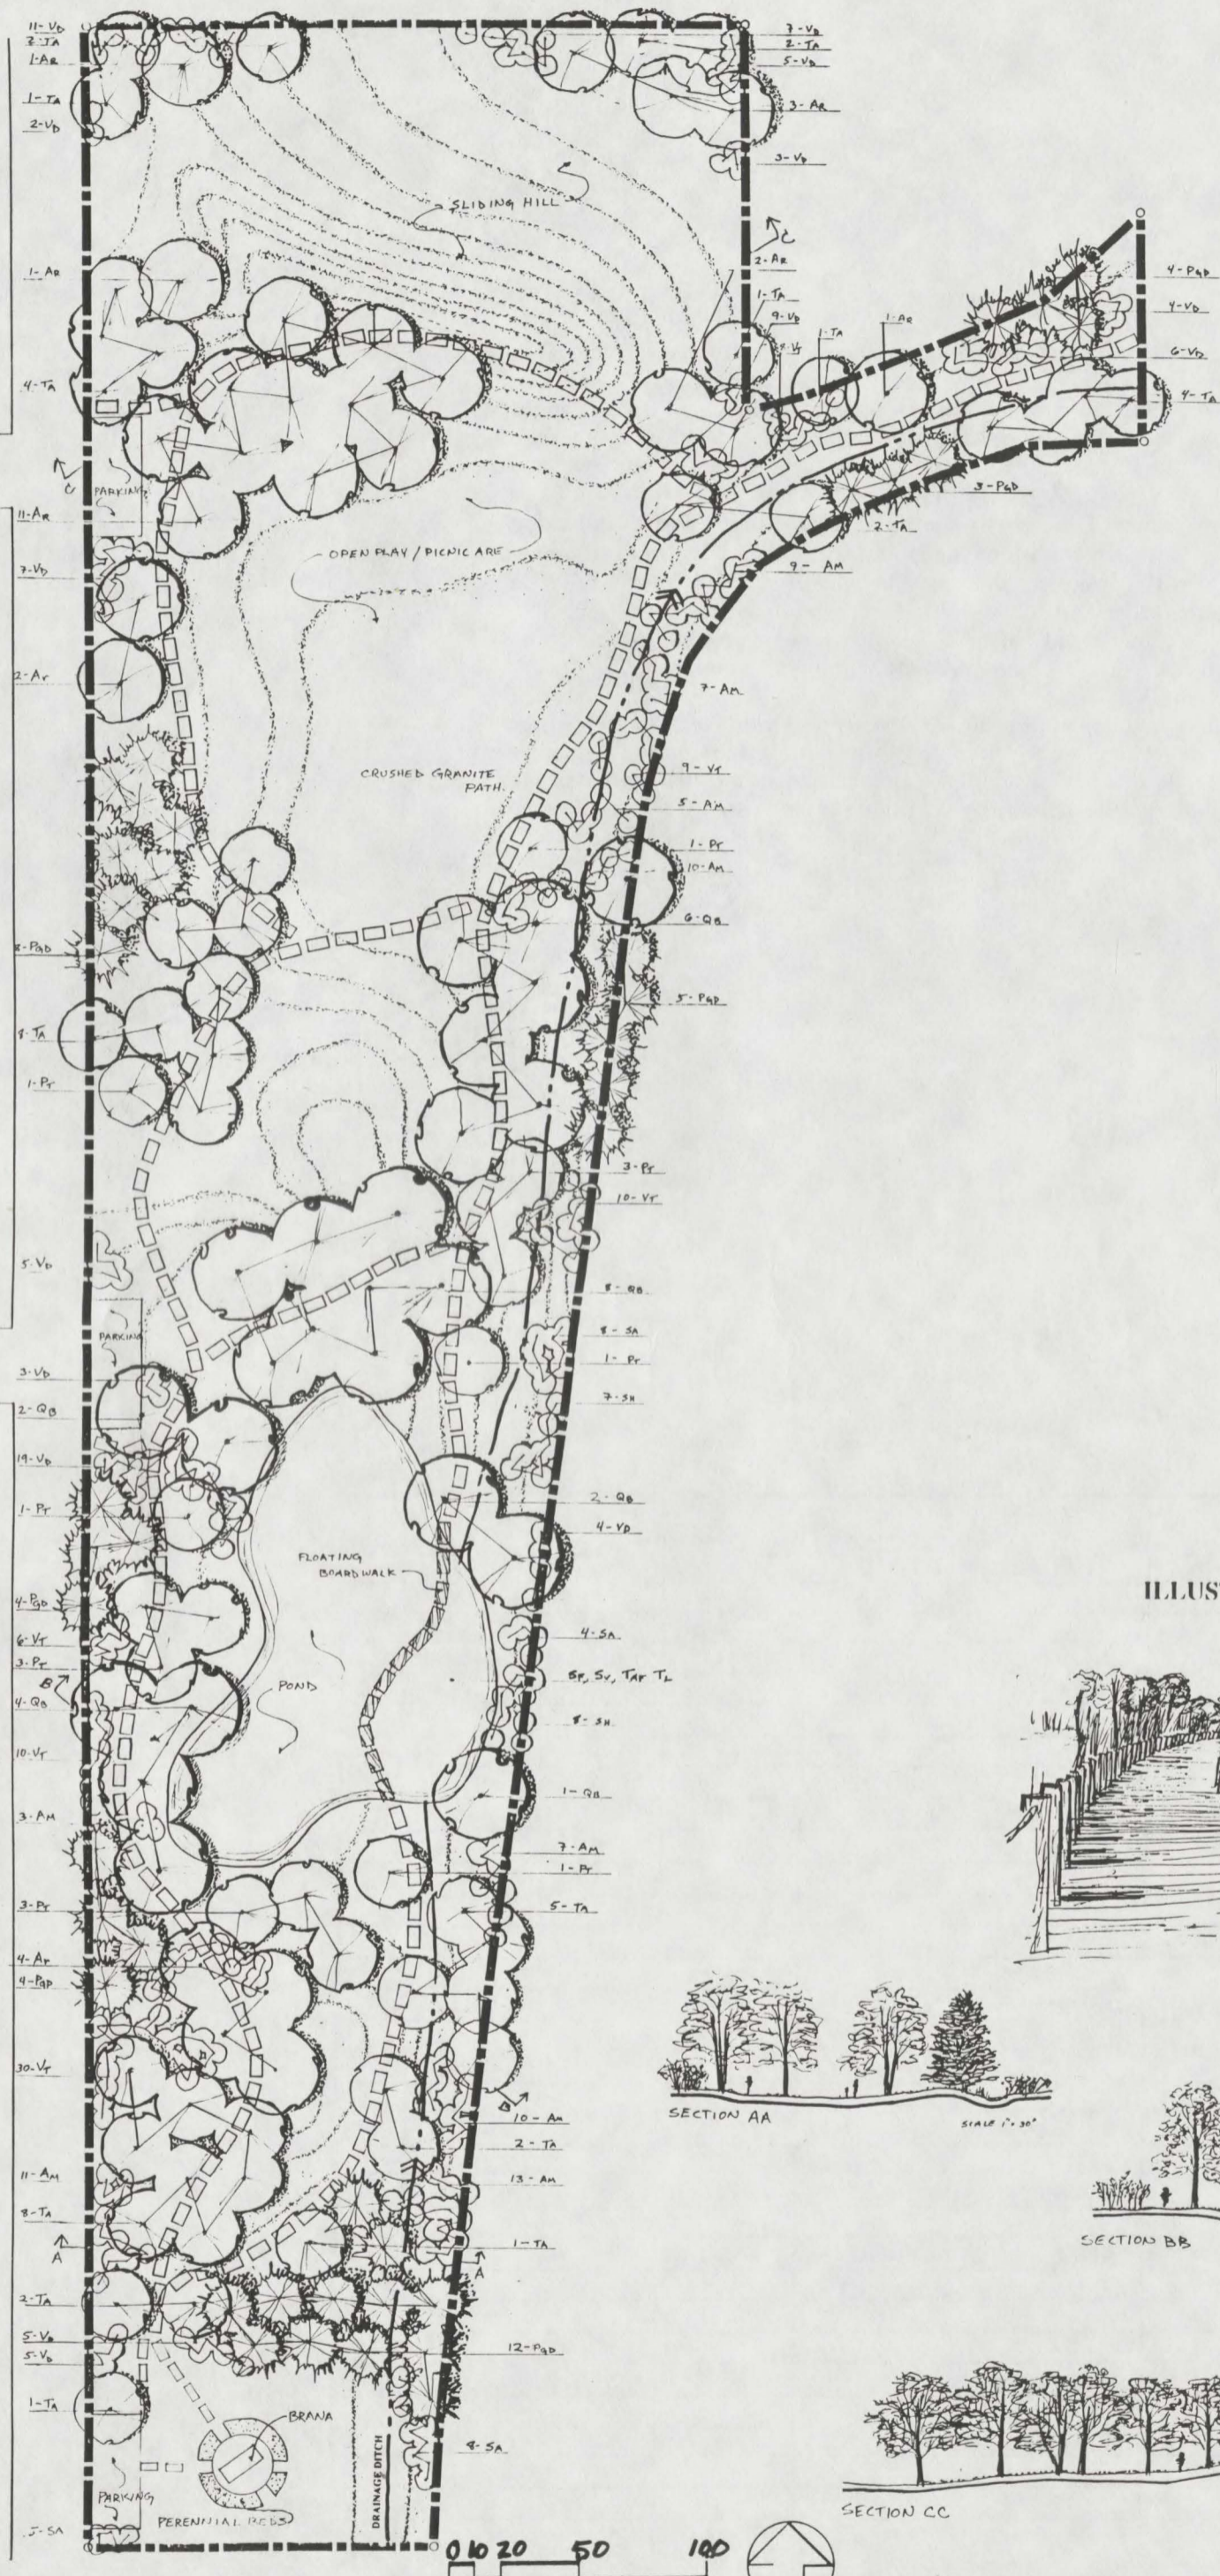 11-VD
2-TA
1-AR
1-TA
2-VD
1-AR
4-TA
C
PARKING
11-AR
7-VD
2-Ar
8-TA
1-Pr
5-VD
PARKING
3-VD
2-QB
19-VD
1-Pr
4-PGD
6-VT
3-Pr
B
4-QB
10-VT
3-AM
3-Pr
4-Ar
4-PGD
30-VT
11-AM
8-TA
A
2-TA
5-VD
5-VD
1-TA
PARKING
5-SA
SLIDING HILL
OPEN PLAY / PICNIC ARE
CRUSHED GRANITE
PATH
FLOATING
BOARDWALK
POND
BRANA
PERENNIAL BEDS
DRAINAGE DITCH
7-VD
2-TA
5-VD
3-AR
3-VD
C
2-AR
1-TA
9-VD
1-TA
1-AR
4-PGD
4-VD
6-VD
4-TA
3-PGD
2-TA
9-AM
7-AM
9-VT
5-AM
1-Pr
10-AM
6-QB
5-PGD
3-Pr
10-VT
8-QB
8-SA
1-Pr
7-SH
2-QB
4-VD
4-SA
SP, SV, TAr TL
8-SH
1-QB
7-AM
1-Pr
5-TA
B
10-AM
2-TA
13-AM
1-TA
A
12-PGD
8-SA
0 10 20 50 100
ILLUS
SECTION AA
SCALE 1"=30'
SECTION BB
SECTION CC